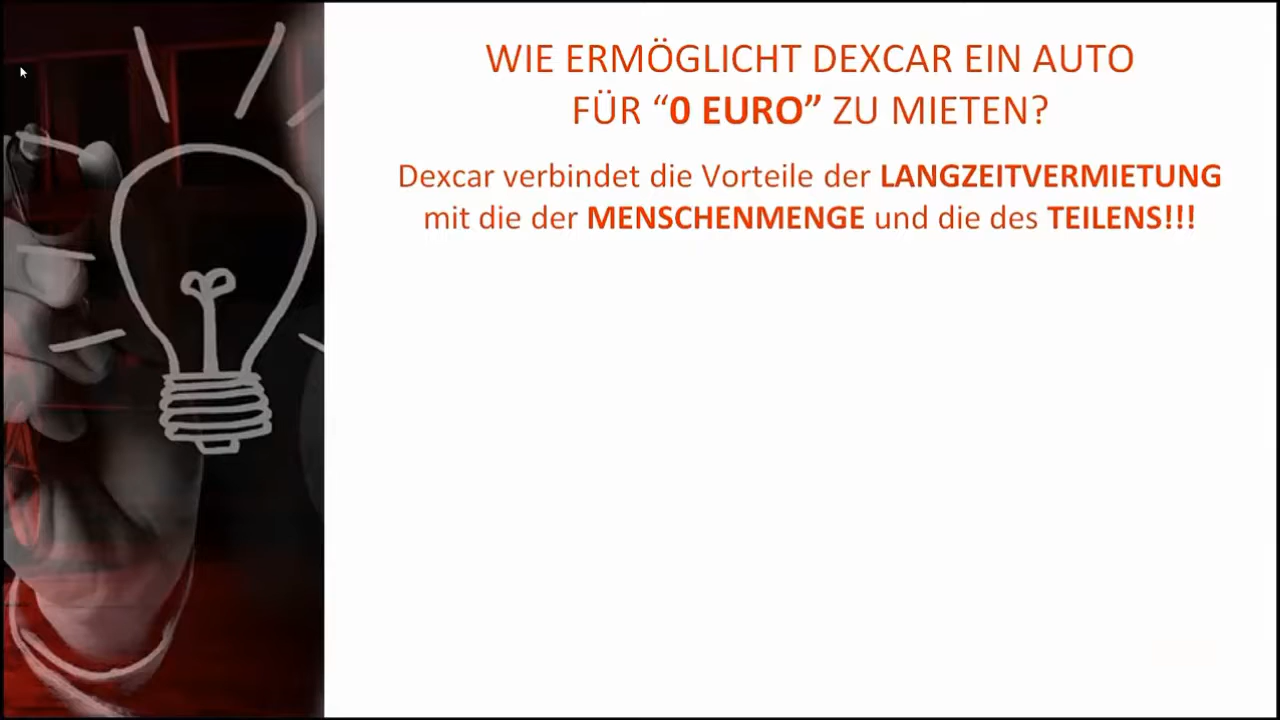 WIE ERMÖGLICHT DEXCAR EIN AUTO
FÜR “0 EURO” ZU MIETEN?
Dexcar verbindet die Vorteile der LANGZEITVERMIETUNG
mit die der MENSCHENMENGE und die des TEILENS!!!